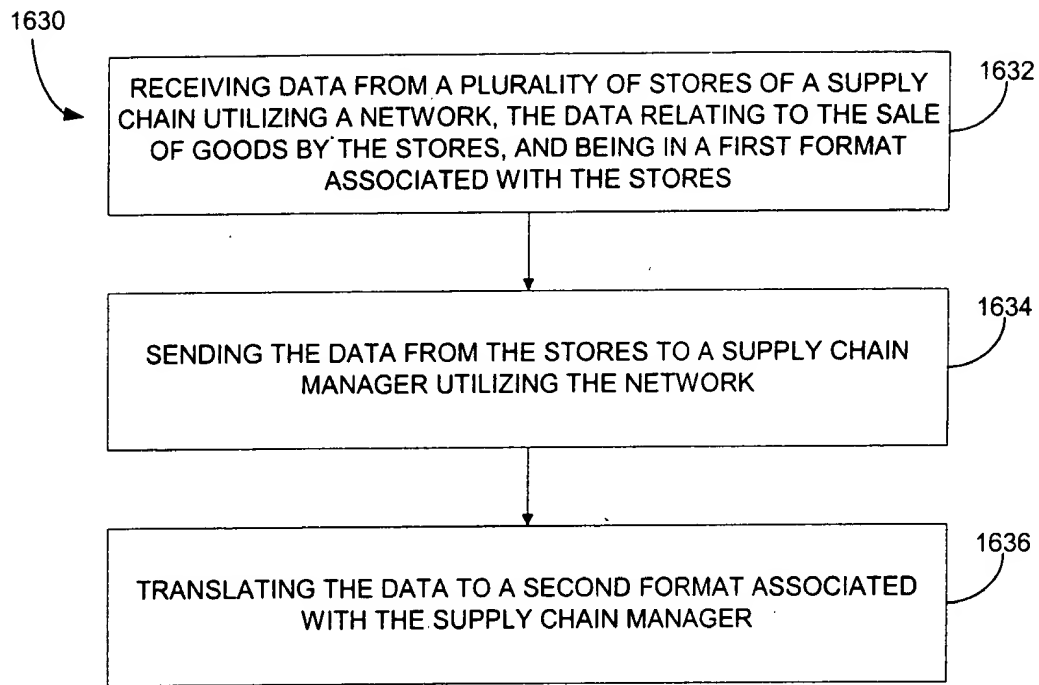 1630
RECEIVING DATA FROM A PLURALITY OF STORES OF A SUPPLY
CHAIN UTILIZING A NETWORK, THE DATA RELATING TO THE SALE
OF GOODS BY THE STORES, AND BEING IN A FIRST FORMAT
ASSOCIATED WITH THE STORES
1632
SENDING THE DATA FROM THE STORES TO A SUPPLY CHAIN
MANAGER UTILIZING THE NETWORK
1634
TRANSLATING THE DATA TO A SECOND FORMAT ASSOCIATED
WITH THE SUPPLY CHAIN MANAGER
1636